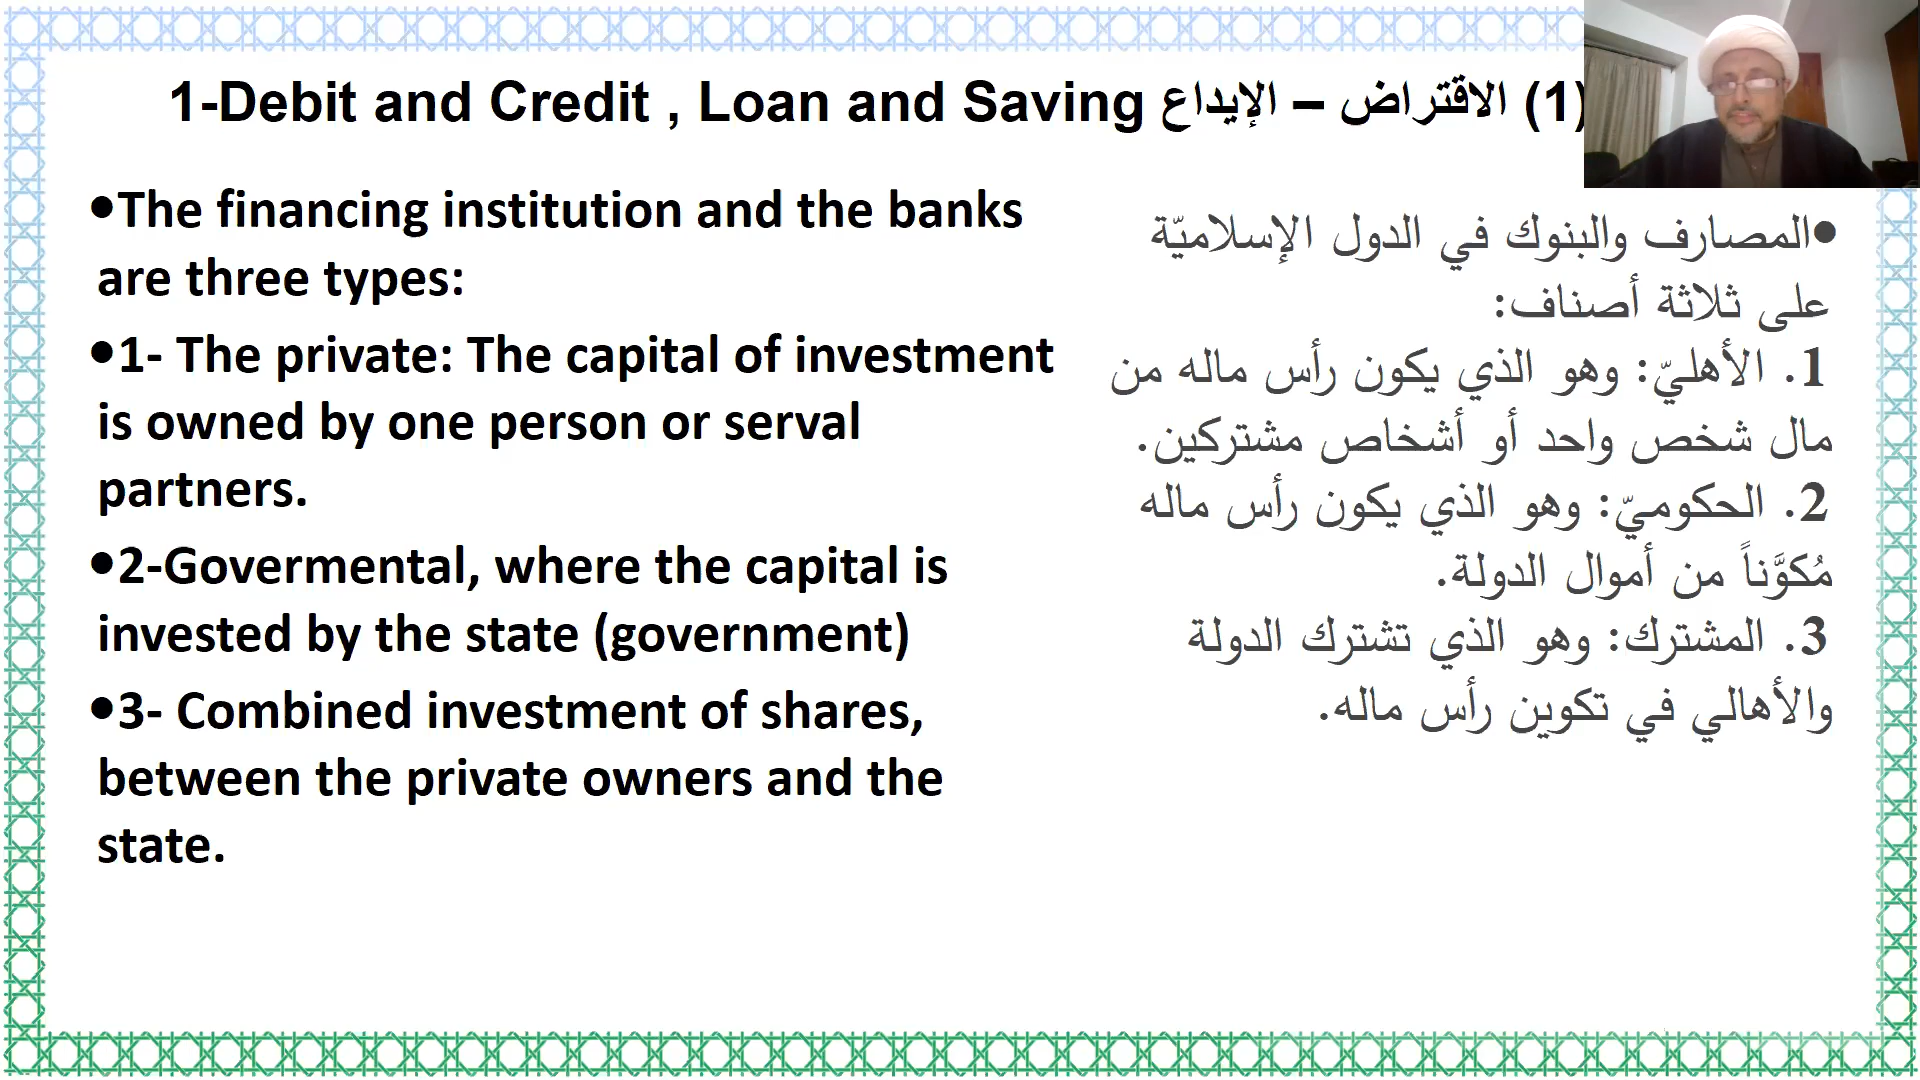 1-Debit and Credit , Loan and Saving الاقتراض – الإيداع (1)
•The financing institution and the banks
are three types:
•1- The private: The capital of investment
is owned by one person or serval
partners.
•2-Govermental, where the capital is
invested by the state (government)
•3- Combined investment of shares,
between the private owners and the
state.
•المصارف والبنوك في الدول الإسلاميّة
على ثلاثة أصناف:
1. الأهليّ: وهو الذي يكون رأس ماله من
مال شخص واحد أو أشخاص مشتركين.
2. الحكوميّ: وهو الذي يكون رأس ماله
مُكوَّناً من أموال الدولة.
3. المشترك: وهو الذي تشترك الدولة
والأهالي في تكوين رأس ماله.